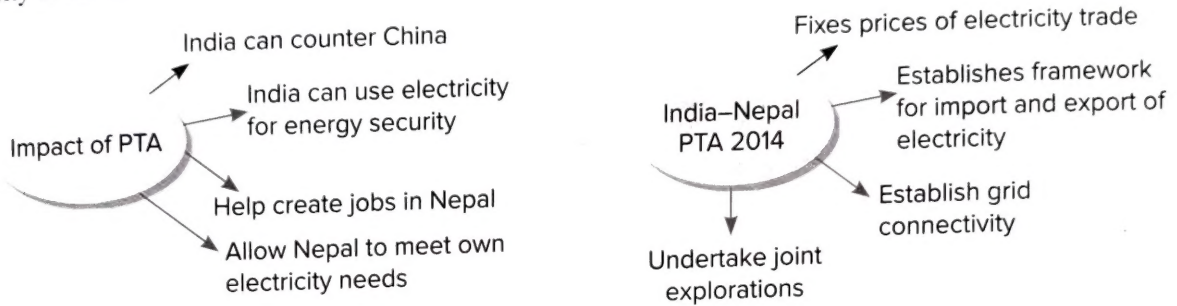 India can counter China
India can use electricity
for energy security
Impact of PTA
Help create jobs in Nepal
Allow Nepal to meet own
electricity needs
Fixes prices of electricity trade
Establishes framework
for import and export of
electricity
India–Nepal
PTA 2014
Establish grid
connectivity
Undertake joint
explorations